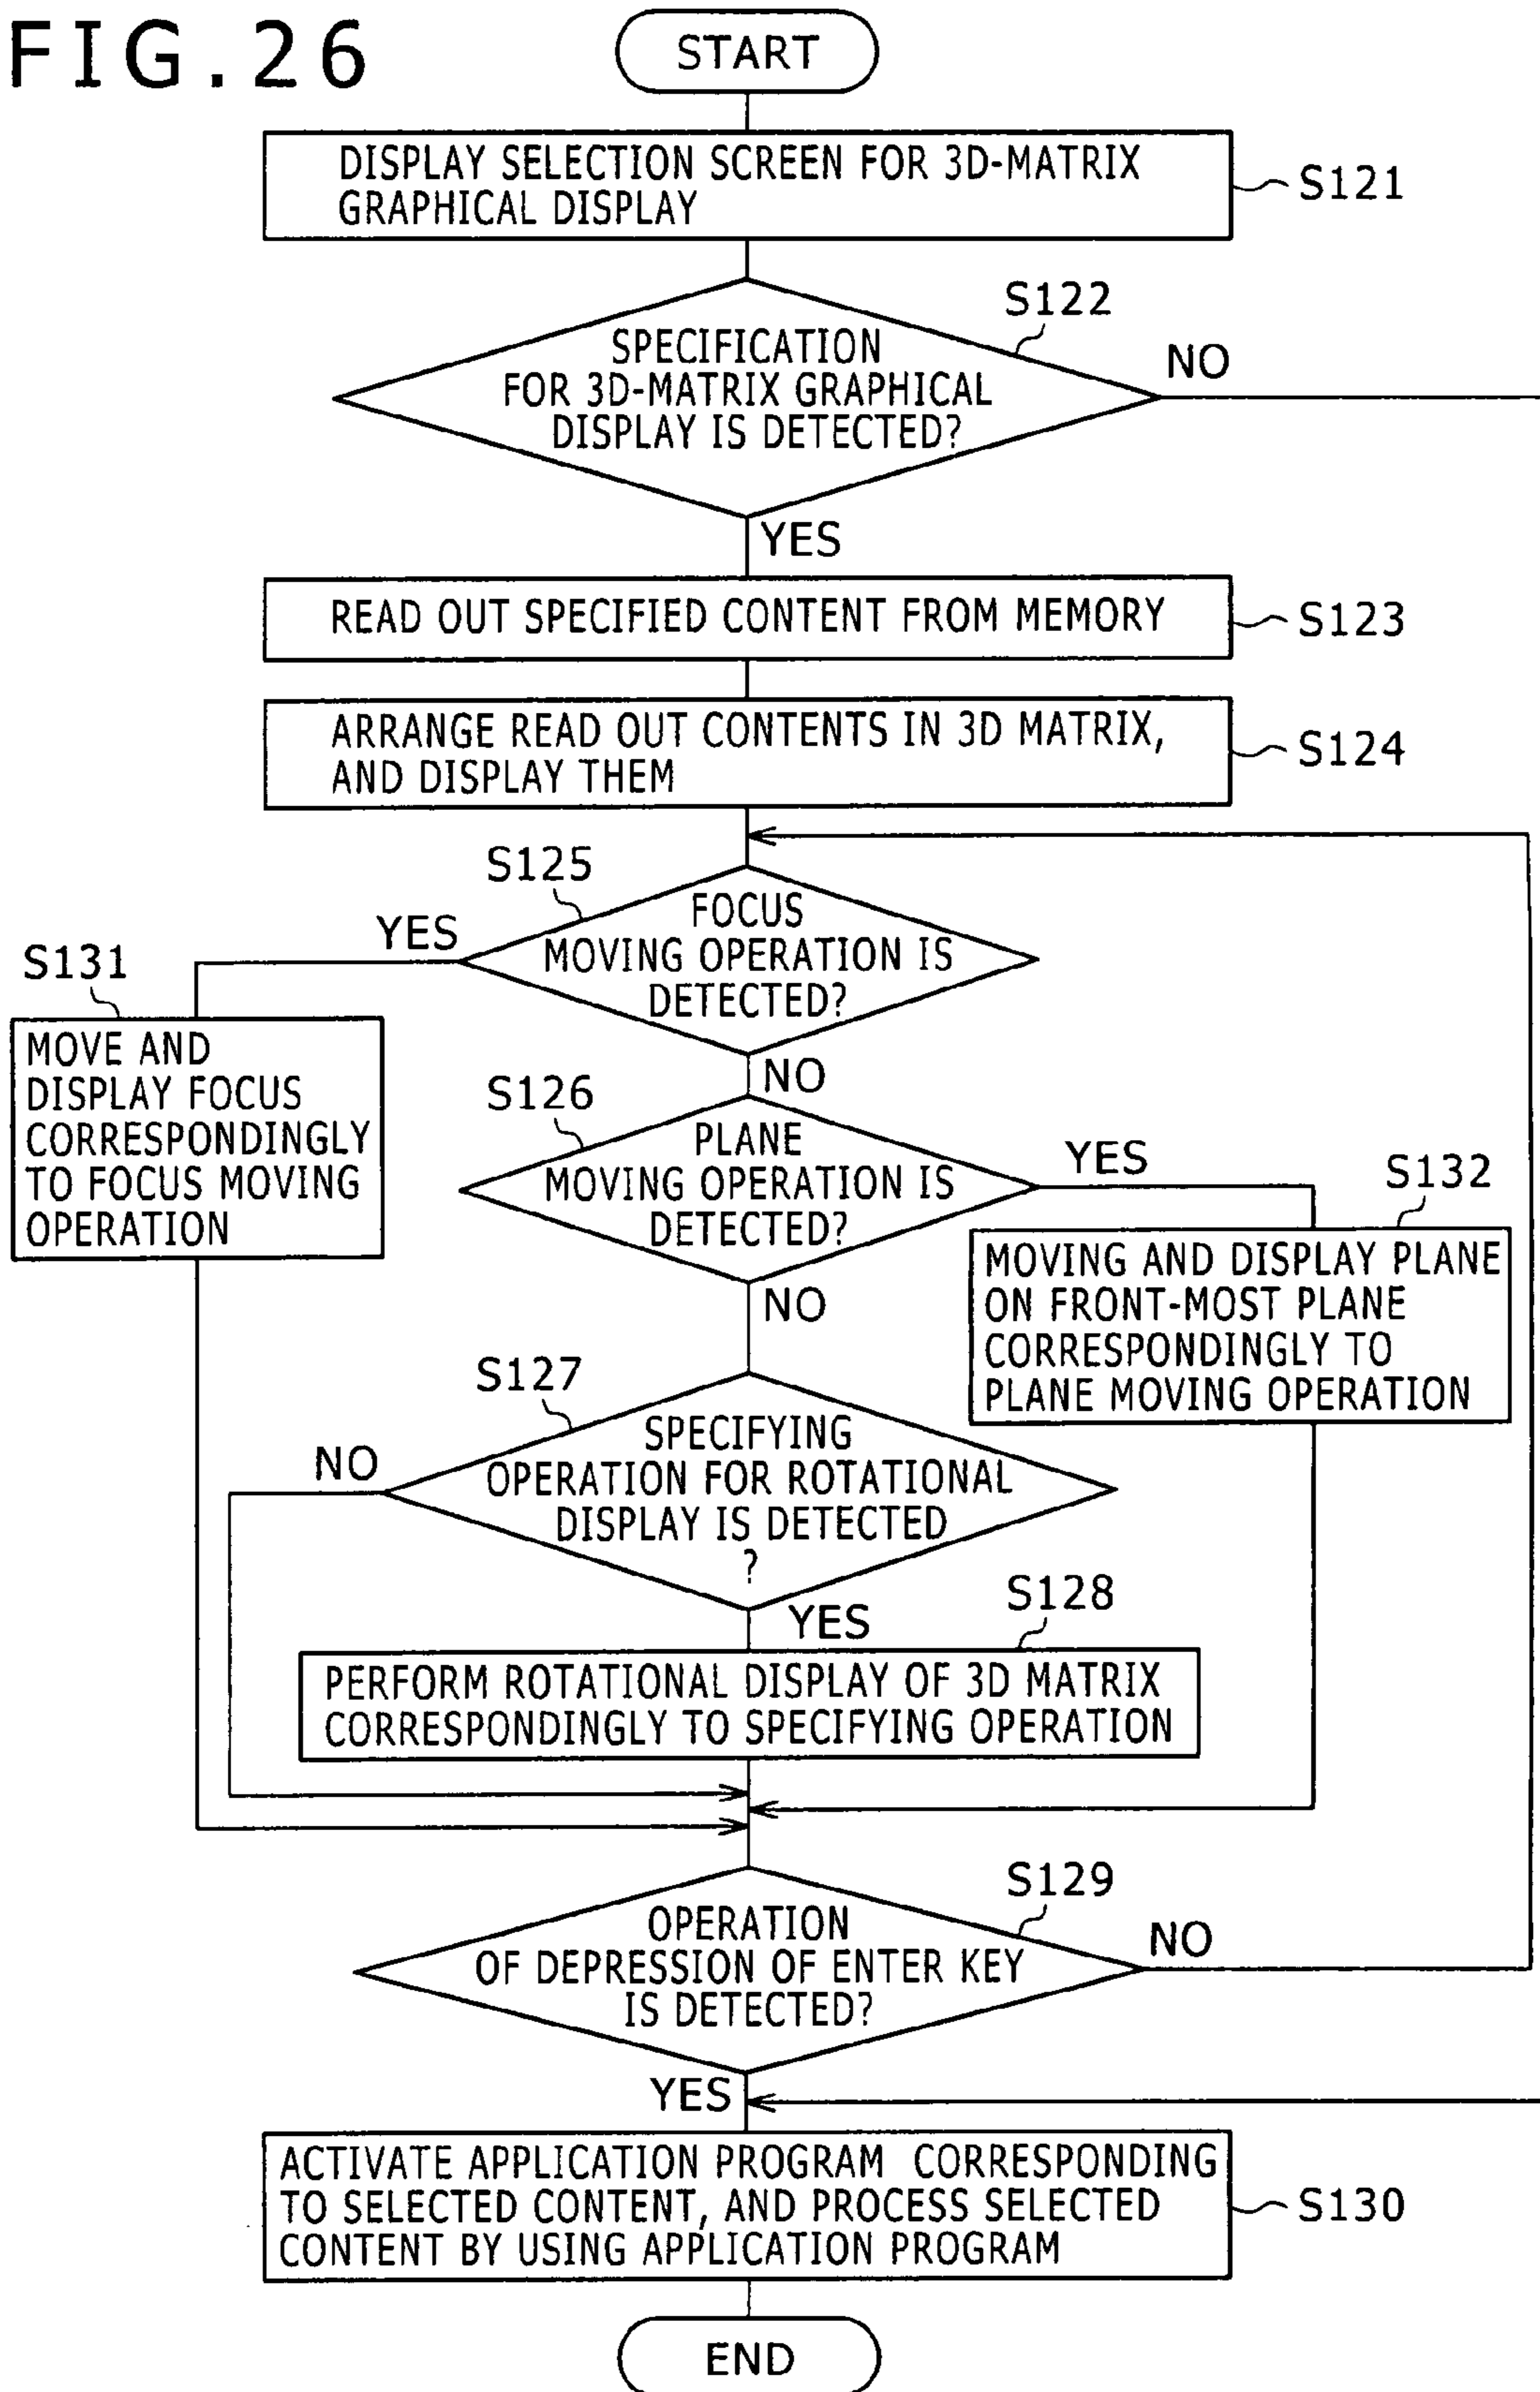 FIG.26
START
DISPLAY SELECTION SCREEN FOR 3D-MATRIX
GRAPHICAL DISPLAY
S121
S122
SPECIFICATION
FOR 3D-MATRIX GRAPHICAL
DISPLAY IS DETECTED?
NO
YES
READ OUT SPECIFIED CONTENT FROM MEMORY
S123
ARRANGE READ OUT CONTENTS IN 3D MATRIX,
AND DISPLAY THEM
S124
S125
FOCUS
MOVING OPERATION IS
DETECTED?
YES
S131
MOVE AND
DISPLAY FOCUS
CORRESPONDINGLY
TO FOCUS MOVING
OPERATION
NO
S126
PLANE
MOVING OPERATION IS
DETECTED?
YES
S132
MOVING AND DISPLAY PLANE
ON FRONT-MOST PLANE
CORRESPONDINGLY TO
PLANE MOVING OPERATION
NO
S127
SPECIFYING
OPERATION FOR ROTATIONAL
DISPLAY IS DETECTED
?
NO
YES
S128
PERFORM ROTATIONAL DISPLAY OF 3D MATRIX
CORRESPONDINGLY TO SPECIFYING OPERATION
S129
OPERATION
OF DEPRESSION OF ENTER KEY
IS DETECTED?
NO
YES
ACTIVATE APPLICATION PROGRAM CORRESPONDING
TO SELECTED CONTENT, AND PROCESS SELECTED
CONTENT BY USING APPLICATION PROGRAM
S130
END